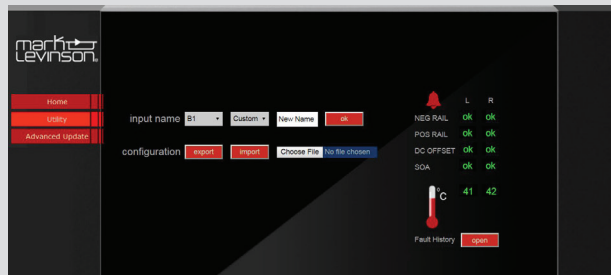 mark
Levinson®
Home
Utility
Advanced Update
input name B1 Custom New Name ok
configuration export import Choose File No file chosen
L R
NEG RAIL ok ok
POS RAIL ok ok
DC OFFSET ok ok
SOA ok ok
°C 41 42
Fault History open